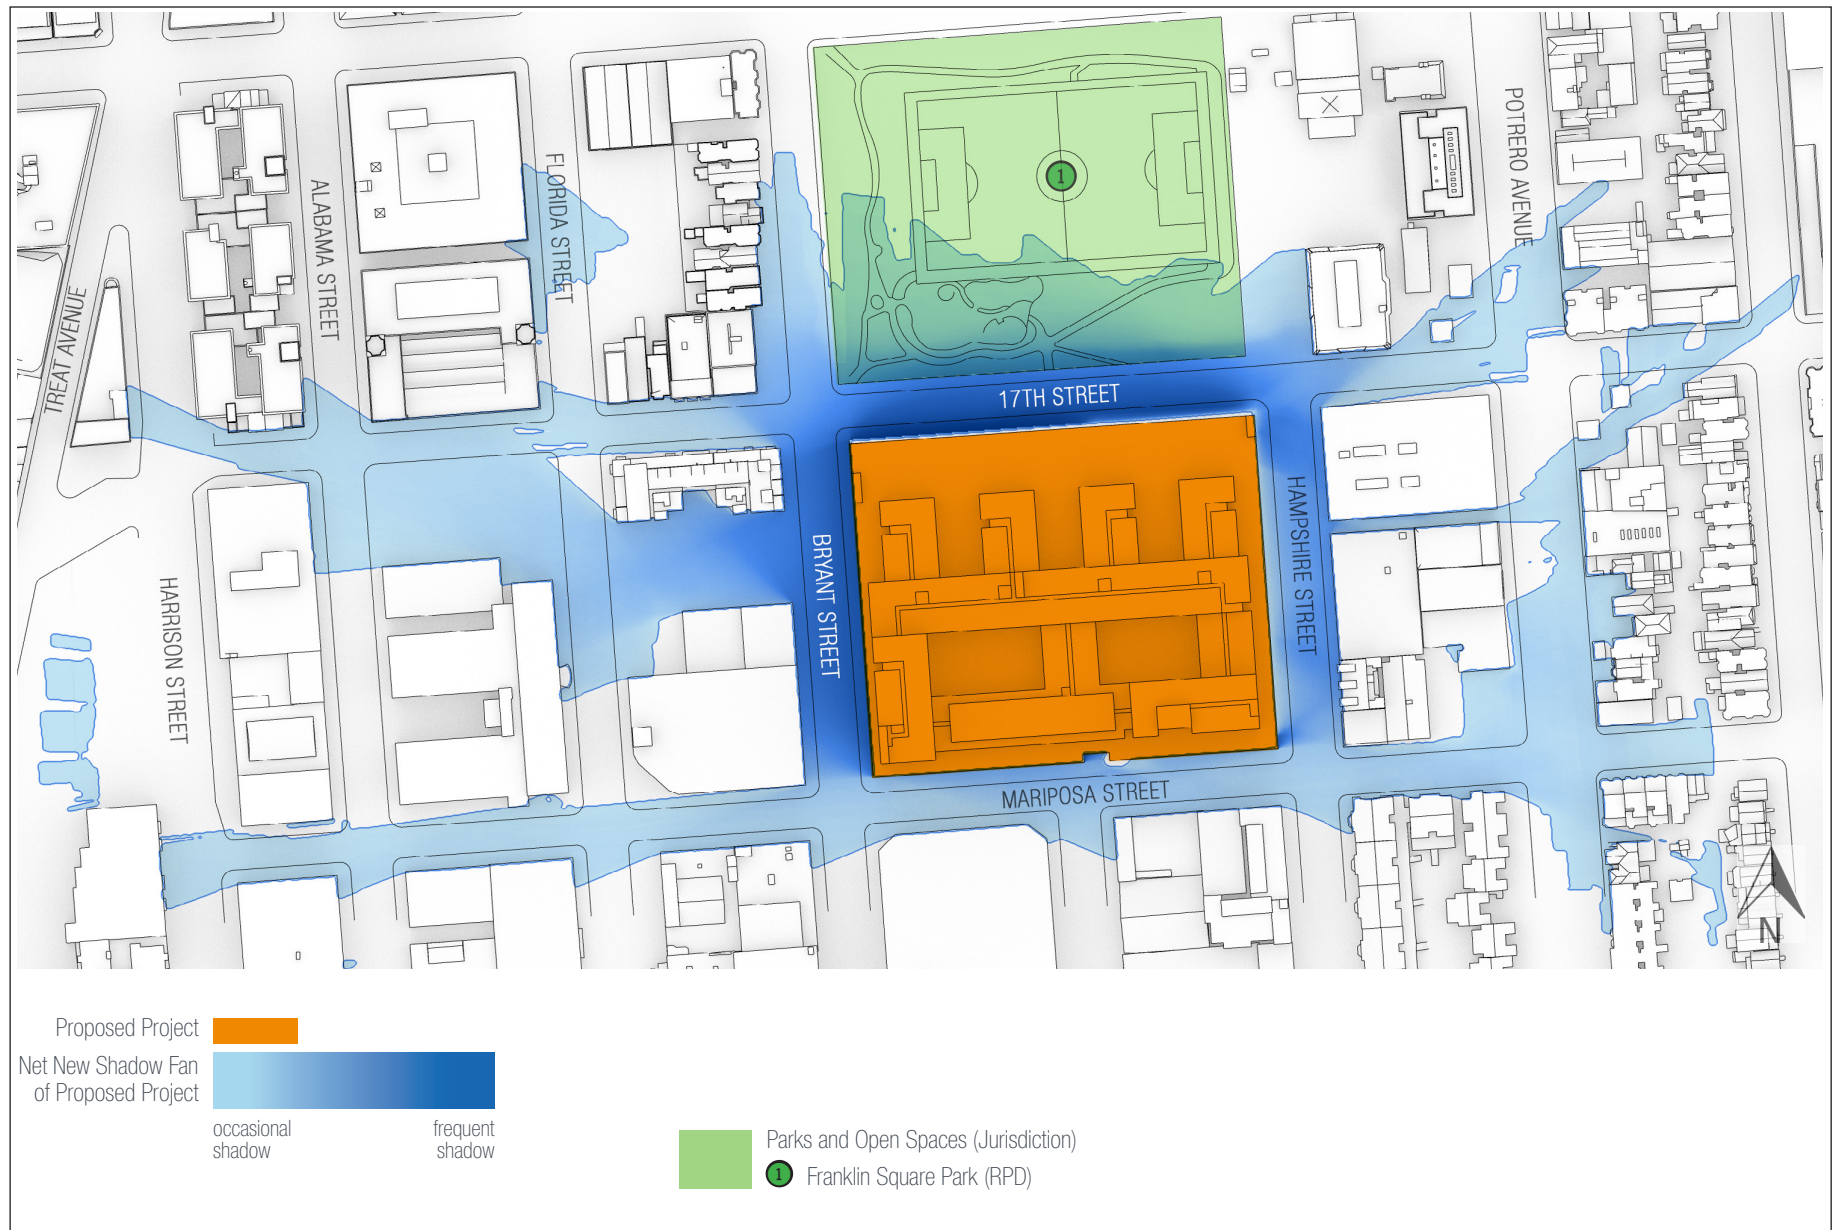 POTRERO AVENUE
FLORIDA STREET
1
ALABAMA STREET
TREAT AVENUE
17TH STREET
HAMPSHIRE STREET
BRYANT STREET
HARRISON STREET
MARIPOSA STREET
N
Proposed Project
Net New Shadow Fan
of Proposed Project
occasional
shadow
frequent
shadow
Parks and Open Spaces (Jurisdiction)
1 Franklin Square Park (RPD)